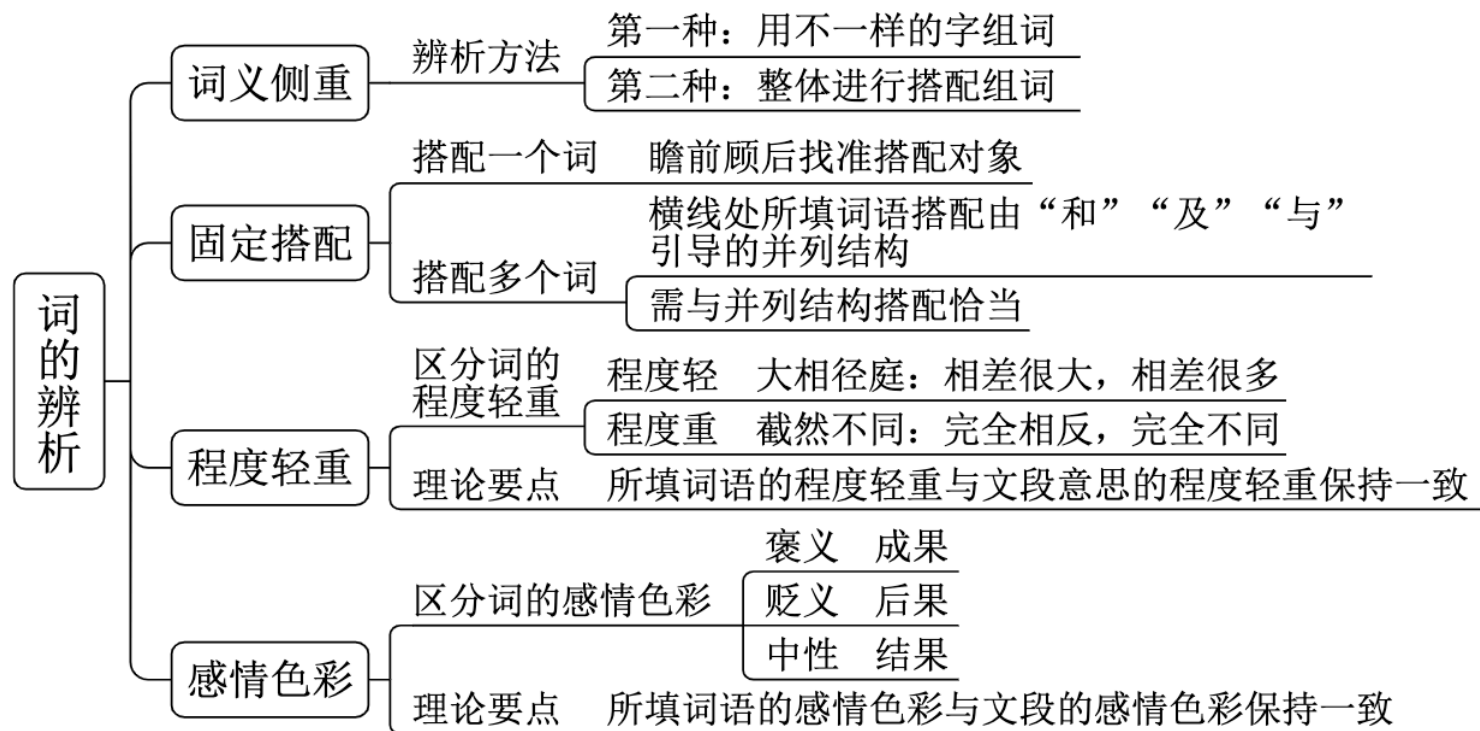 词的辨析
词义侧重
辨析方法
第一种：用不一样的字组词
第二种：整体进行搭配组词
固定搭配
搭配一个词 瞻前顾后找准搭配对象
搭配多个词
横线处所填词语搭配由“和”“及”“与”
引导的并列结构
需与并列结构搭配恰当
程度轻重
区分词的
程度轻重
程度轻 大相径庭：相差很大，相差很多
程度重 截然不同：完全相反，完全不同
理论要点 所填词语的程度轻重与文段意思的程度轻重保持一致
感情色彩
区分词的感情色彩
褒义 成果
贬义 后果
中性 结果
理论要点 所填词语的感情色彩与文段的感情色彩保持一致